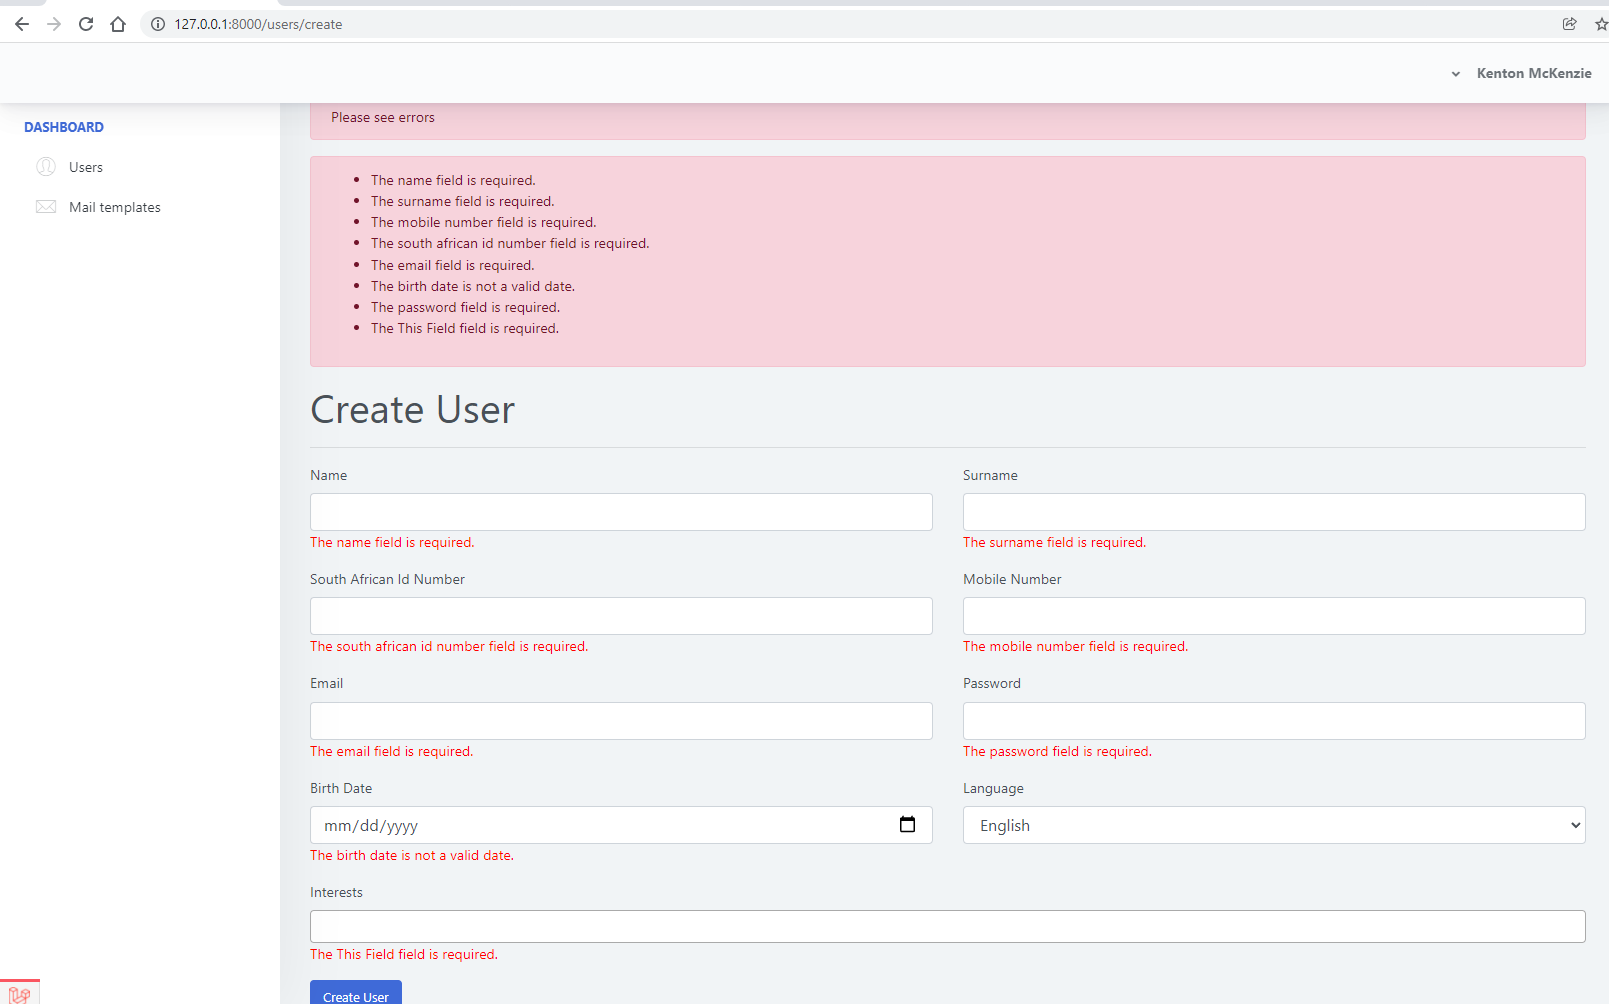 127.0.0.1:8000/users/create
Kenton McKenzie
DASHBOARD
Users
Mail templates
Please see errors
The name field is required.
The surname field is required.
The mobile number field is required.
The south african id number field is required.
The email field is required.
The birth date is not a valid date.
The password field is required.
The This Field field is required.
Create User
Name
Surname
The name field is required.
The surname field is required.
South African Id Number
Mobile Number
The south african id number field is required.
The mobile number field is required.
Email
Password
The email field is required.
The password field is required.
Birth Date
Language
mm/dd/yyyy
English
The birth date is not a valid date.
Interests
The This Field field is required.
Create User